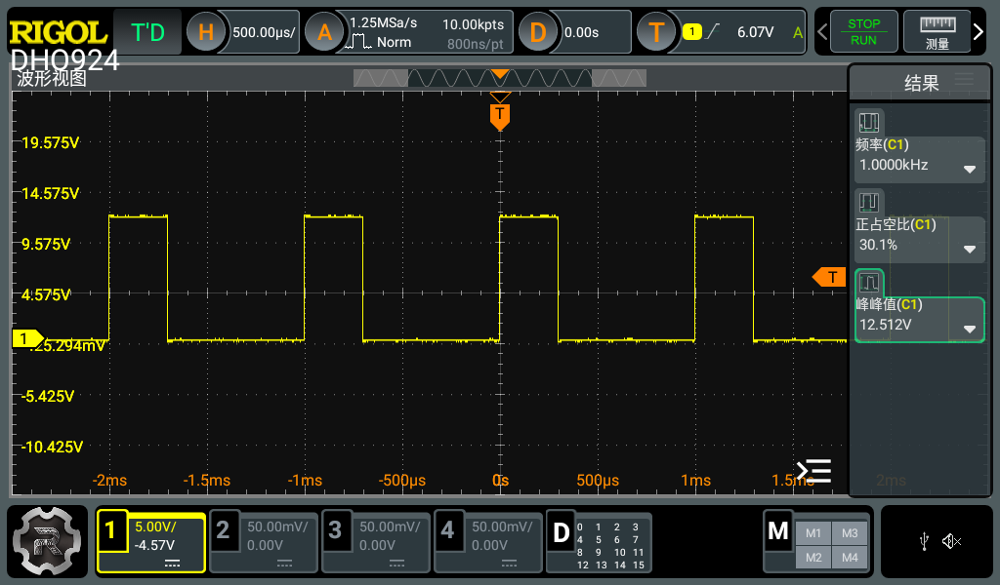 RIGOL
DHO924
T'D
H
500.00µs/
A
1.25MSa/s
10.00kpts
Norm
800ns/pt
D
0.00s
T
1
6.07V
A
STOP
RUN
测量
波形视图
结果
T
19.575V
14.575V
9.575V
4.575V
-5.425V
-10.425V
1
T
-2ms
-1.5ms
-1ms
-500µs
0s
500µs
1ms
1.5ms
2ms
频率(C1)
1.0000kHz
正占空比(C1)
30.1%
峰峰值(C1)
12.512V
1
5.00V/
-4.57V
2
50.00mV/
0.00V
3
50.00mV/
0.00V
4
50.00mV/
0.00V
D
0 1 2 3
4 5 6 7
8 9 10 11
12 13 14 15
M
M1 M3
M2 M4